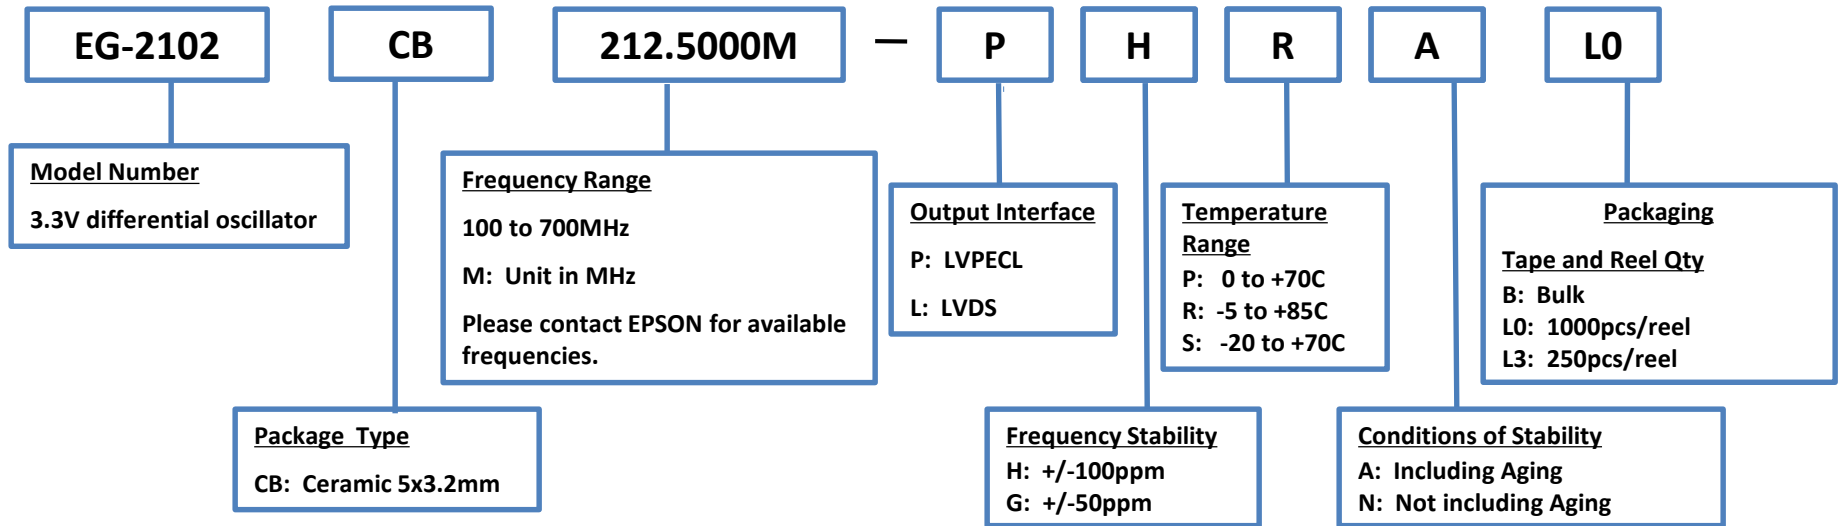 EG-2102 CB 212.5000M — P H R A L0
Model Number
3.3V differential oscillator
Frequency Range
100 to 700MHz
M: Unit in MHz
Please contact EPSON for available
frequencies.
Output Interface
P: LVPECL
L: LVDS
Temperature
Range
P: 0 to +70C
R: -5 to +85C
S: -20 to +70C
Packaging
Tape and Reel Qty
B: Bulk
L0: 1000pcs/reel
L3: 250pcs/reel
Package Type
CB: Ceramic 5x3.2mm
Frequency Stability
H: +/-100ppm
G: +/-50ppm
Conditions of Stability
A: Including Aging
N: Not including Aging